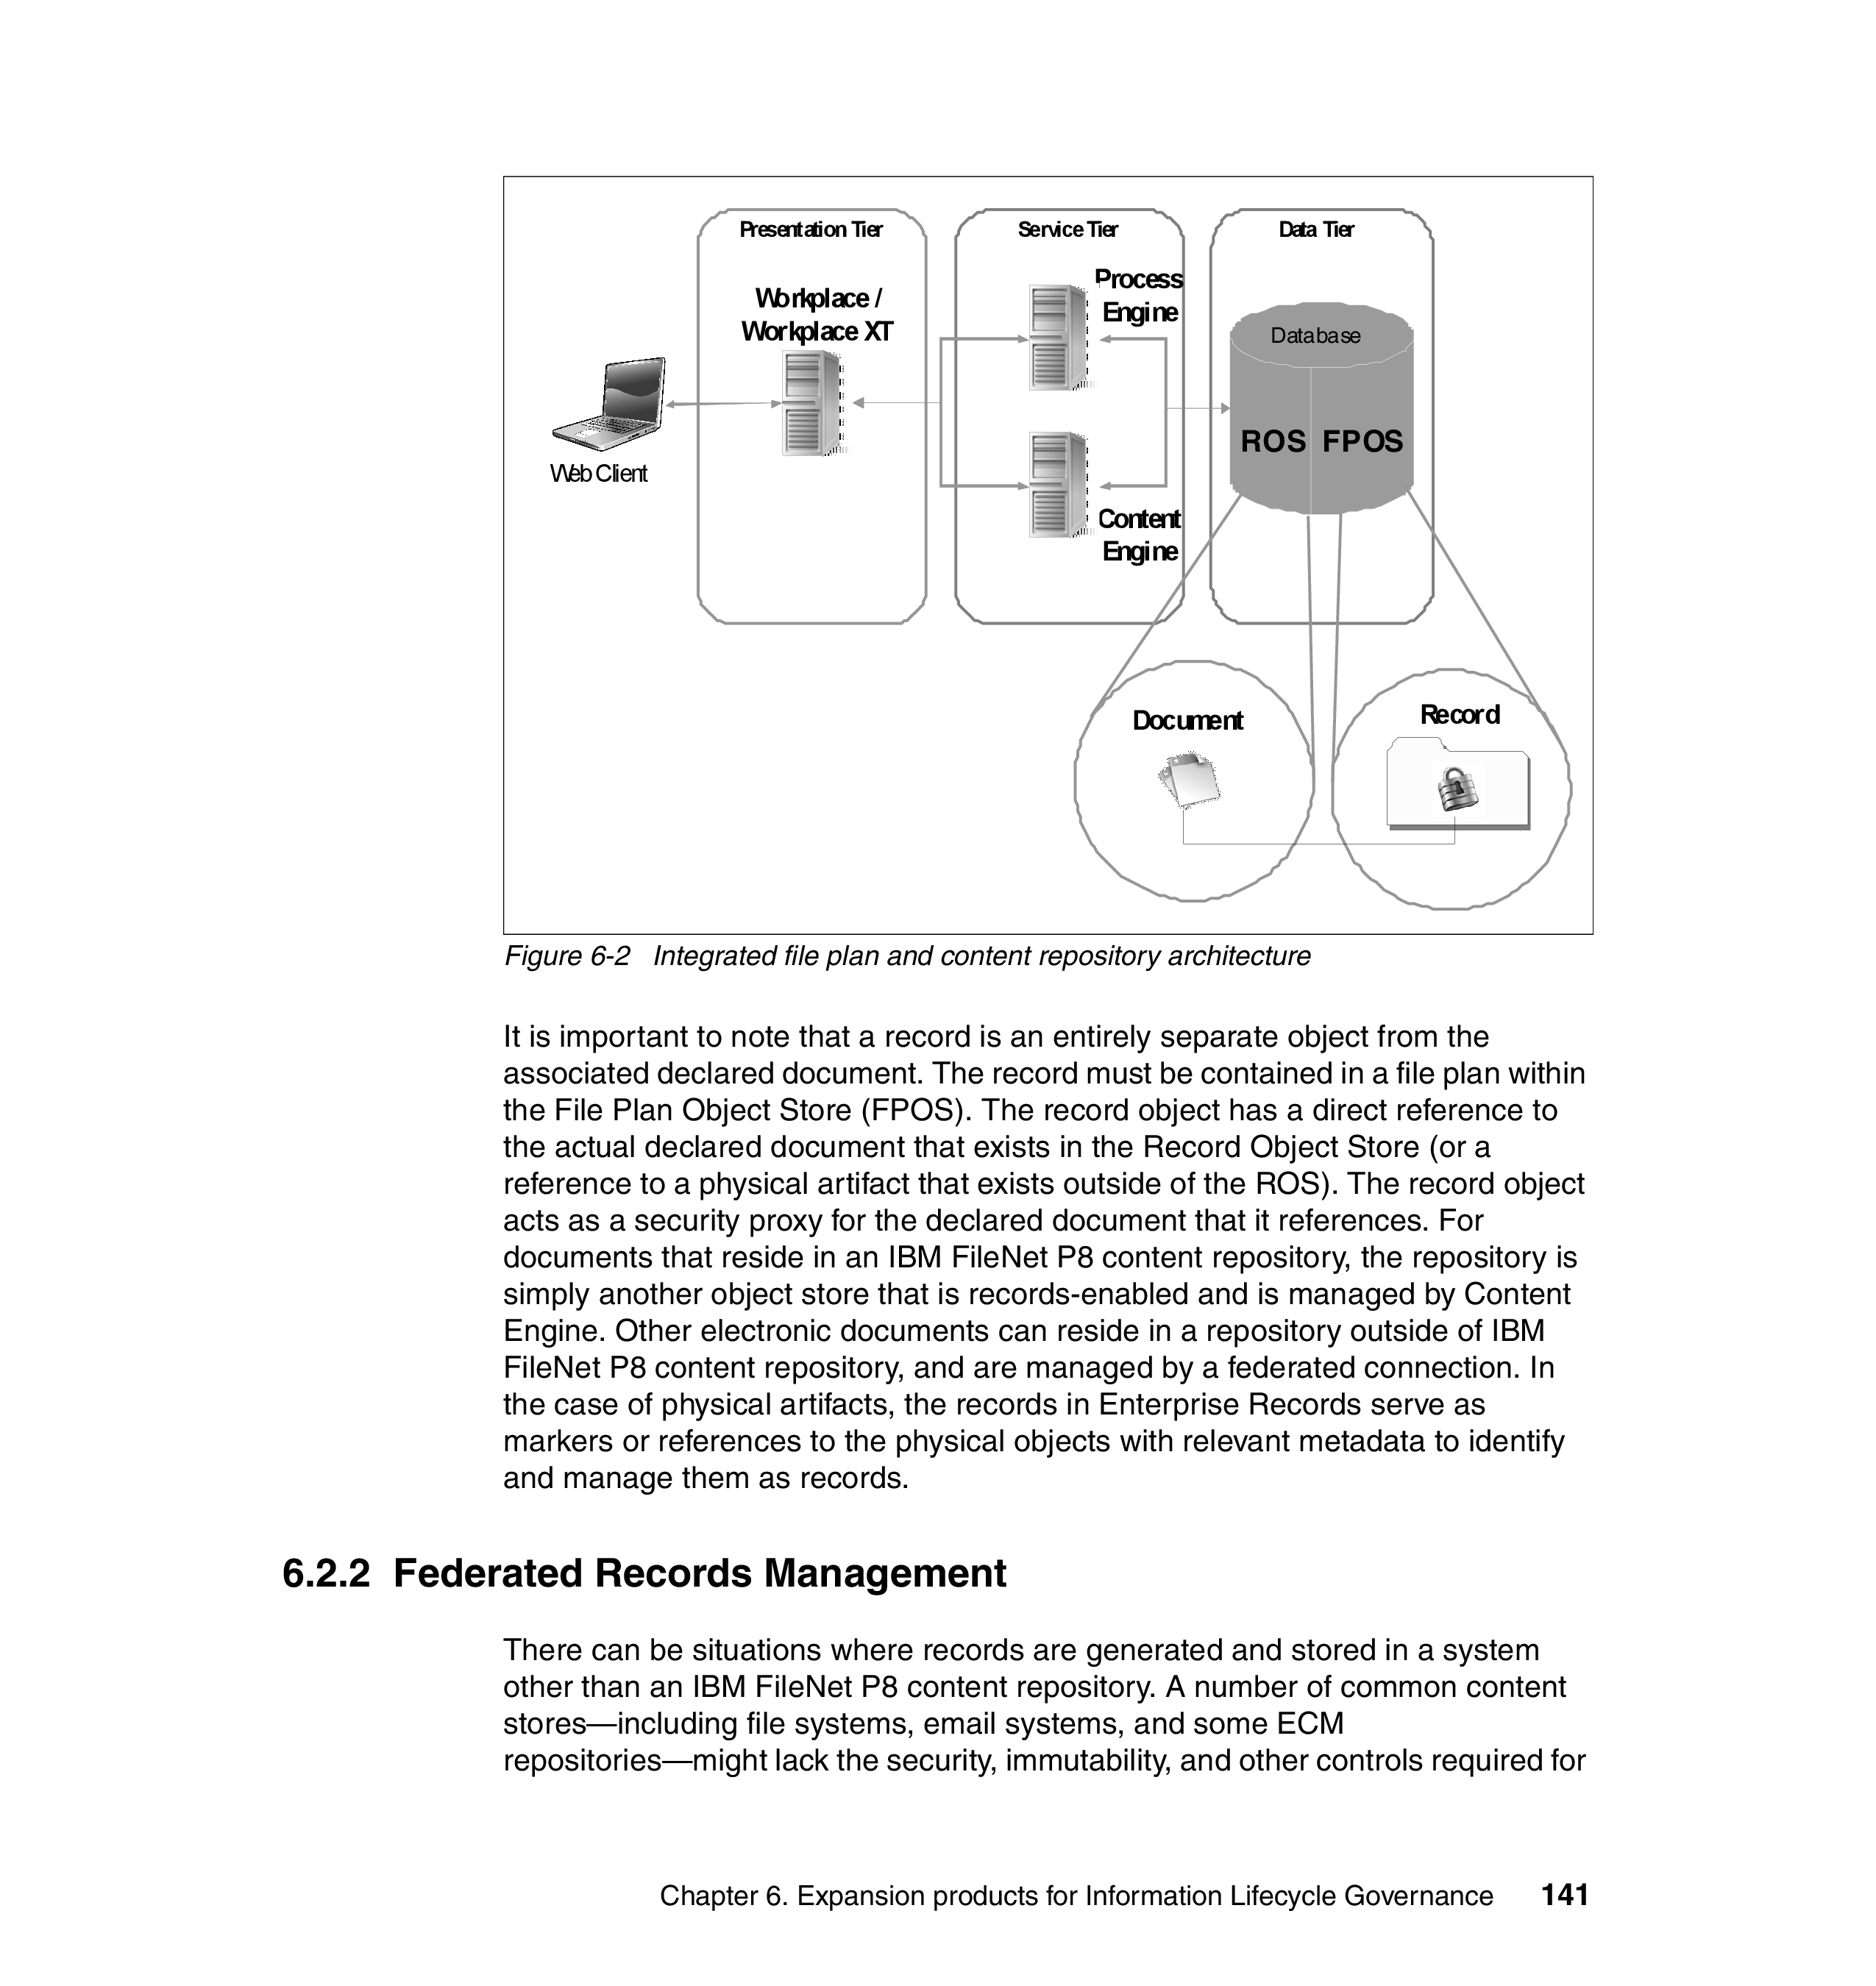 Presentation Tier
Service Tier
Data Tier
Workplace /
Workplace XT
Process
Engine
Database
ROS FPOS
Web Client
Content
Engine
Document
Record
Figure 6-2 Integrated file plan and content repository architecture
It is important to note that a record is an entirely separate object from the
associated declared document. The record must be contained in a file plan within
the File Plan Object Store (FPOS). The record object has a direct reference to
the actual declared document that exists in the Record Object Store (or a
reference to a physical artifact that exists outside of the ROS). The record object
acts as a security proxy for the declared document that it references. For
documents that reside in an IBM FileNet P8 content repository, the repository is
simply another object store that is records-enabled and is managed by Content
Engine. Other electronic documents can reside in a repository outside of IBM
FileNet P8 content repository, and are managed by a federated connection. In
the case of physical artifacts, the records in Enterprise Records serve as
markers or references to the physical objects with relevant metadata to identify
and manage them as records.
6.2.2 Federated Records Management
There can be situations where records are generated and stored in a system
other than an IBM FileNet P8 content repository. A number of common content
stores—including file systems, email systems, and some ECM
repositories—might lack the security, immutability, and other controls required for
Chapter 6. Expansion products for Information Lifecycle Governance 141